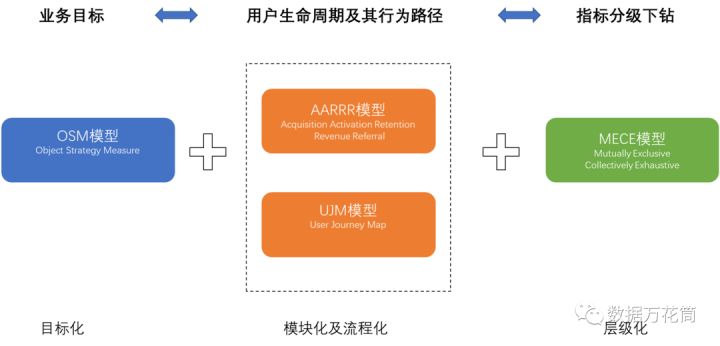 业务目标
用户生命周期及其行为路径
指标分级下钻
OSM模型
Object Strategy Measure
AARRR模型
Acquisition Activation Retention
Revenue Referral
UJM模型
User Journey Map
MECE模型
Mutually Exclusive
Collectively Exhaustive
目标化
模块化及流程化
层级化
数据万花筒